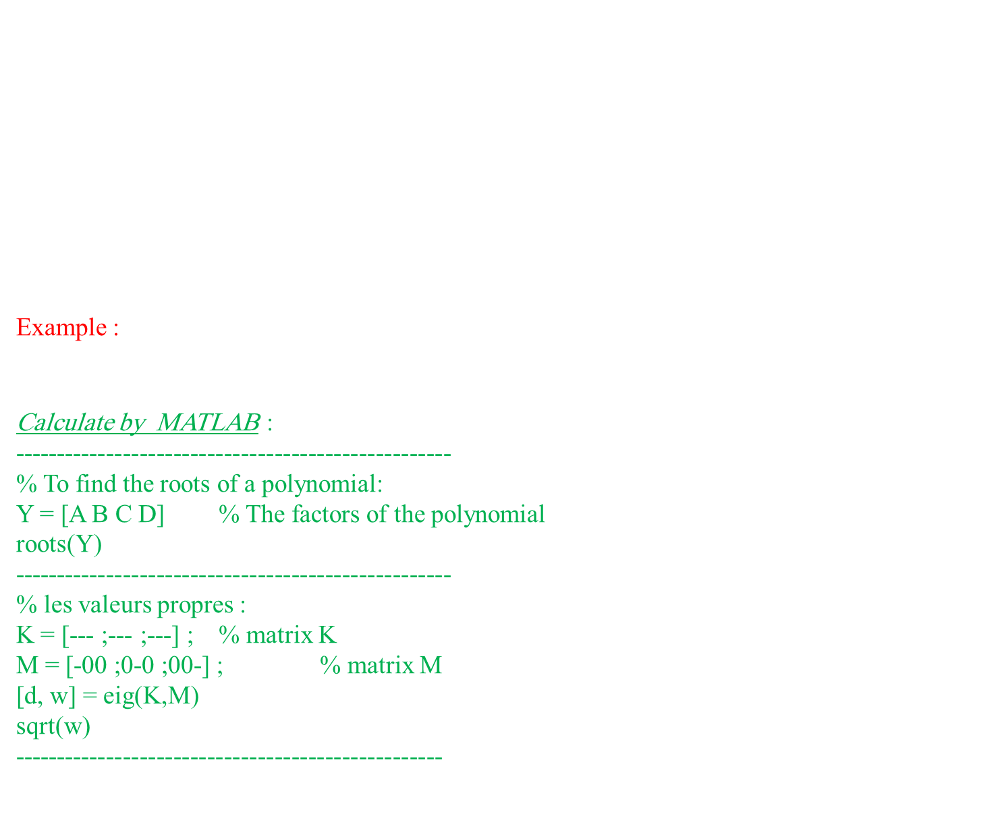 Example :
Calculate by  MATLAB :
----------------------------------------------------
% To find the roots of a polynomial:
Y = [A B C D]        % The factors of the polynomial
roots(Y)
----------------------------------------------------
% les valeurs propres :
K = [--- ;--- ;---] ;    % matrix K
M = [-00 ;0-0 ;00-] ;              % matrix M
[d, w] = eig(K,M)
sqrt(w)
---------------------------------------------------